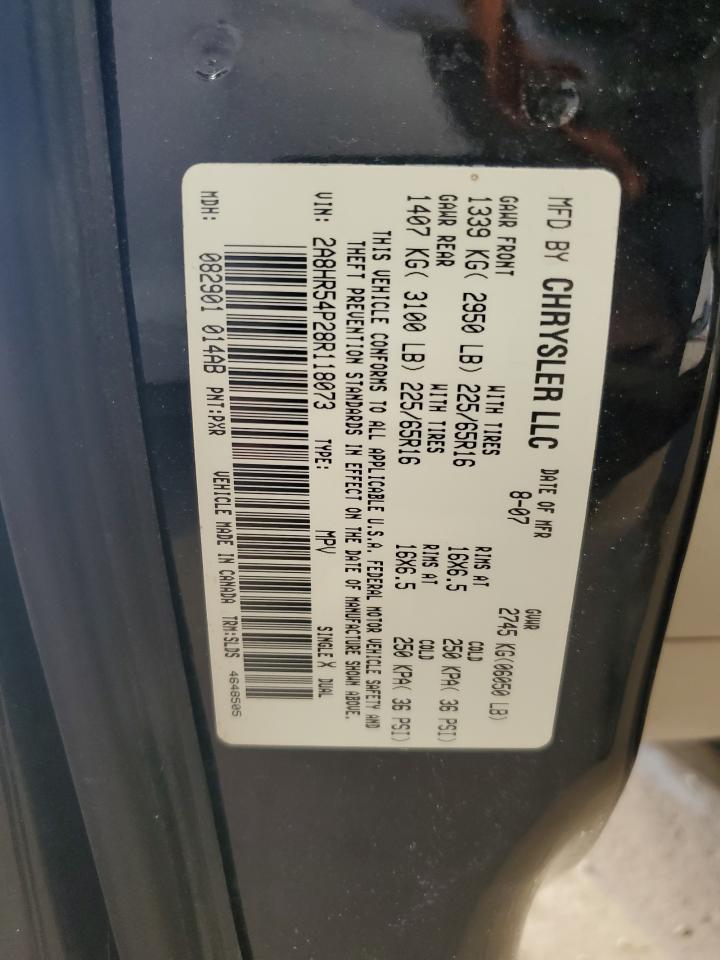 MFD BY CHRYSLER LLC DATE OF MFR GVWR
8-07 2745 KG(06050 LB)
GAWR FRONT WITH TIRES RIMS AT COLD
1339 KG( 2950 LB) 225/65R16 16X6.5 250 KPA( 36 PSI)
GAWR REAR WITH TIRES RIMS AT COLD
1407 KG( 3100 LB) 225/65R16 16X6.5 250 KPA( 36 PSI)
THIS VEHICLE CONFORMS TO ALL APPLICABLE U.S.A. FEDERAL MOTOR VEHICLE SAFETY AND
THEFT PREVENTION STANDARDS IN EFFECT ON THE DATE OF MANUFACTURE SHOWN ABOVE.
VIN: 2A8HR54P28R118073 TYPE: MPV SINGLE X DUAL
MDH: 082901 014AB PNT:PXR VEHICLE MADE IN CANADA TRM:SLDS 4648505